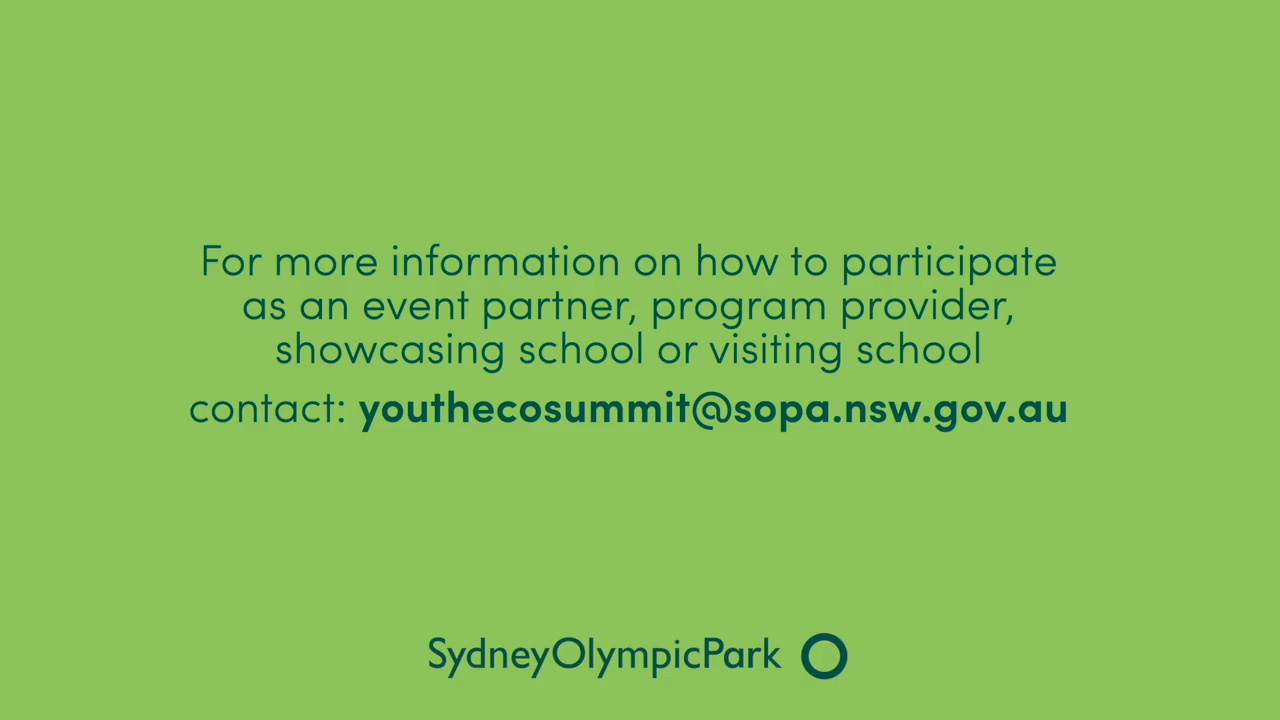 For more information on how to participate
as an event partner, program provider,
showcasing school or visiting school
contact: youthecosummit@sopa.nsw.gov.au
SydneyOlympicPark